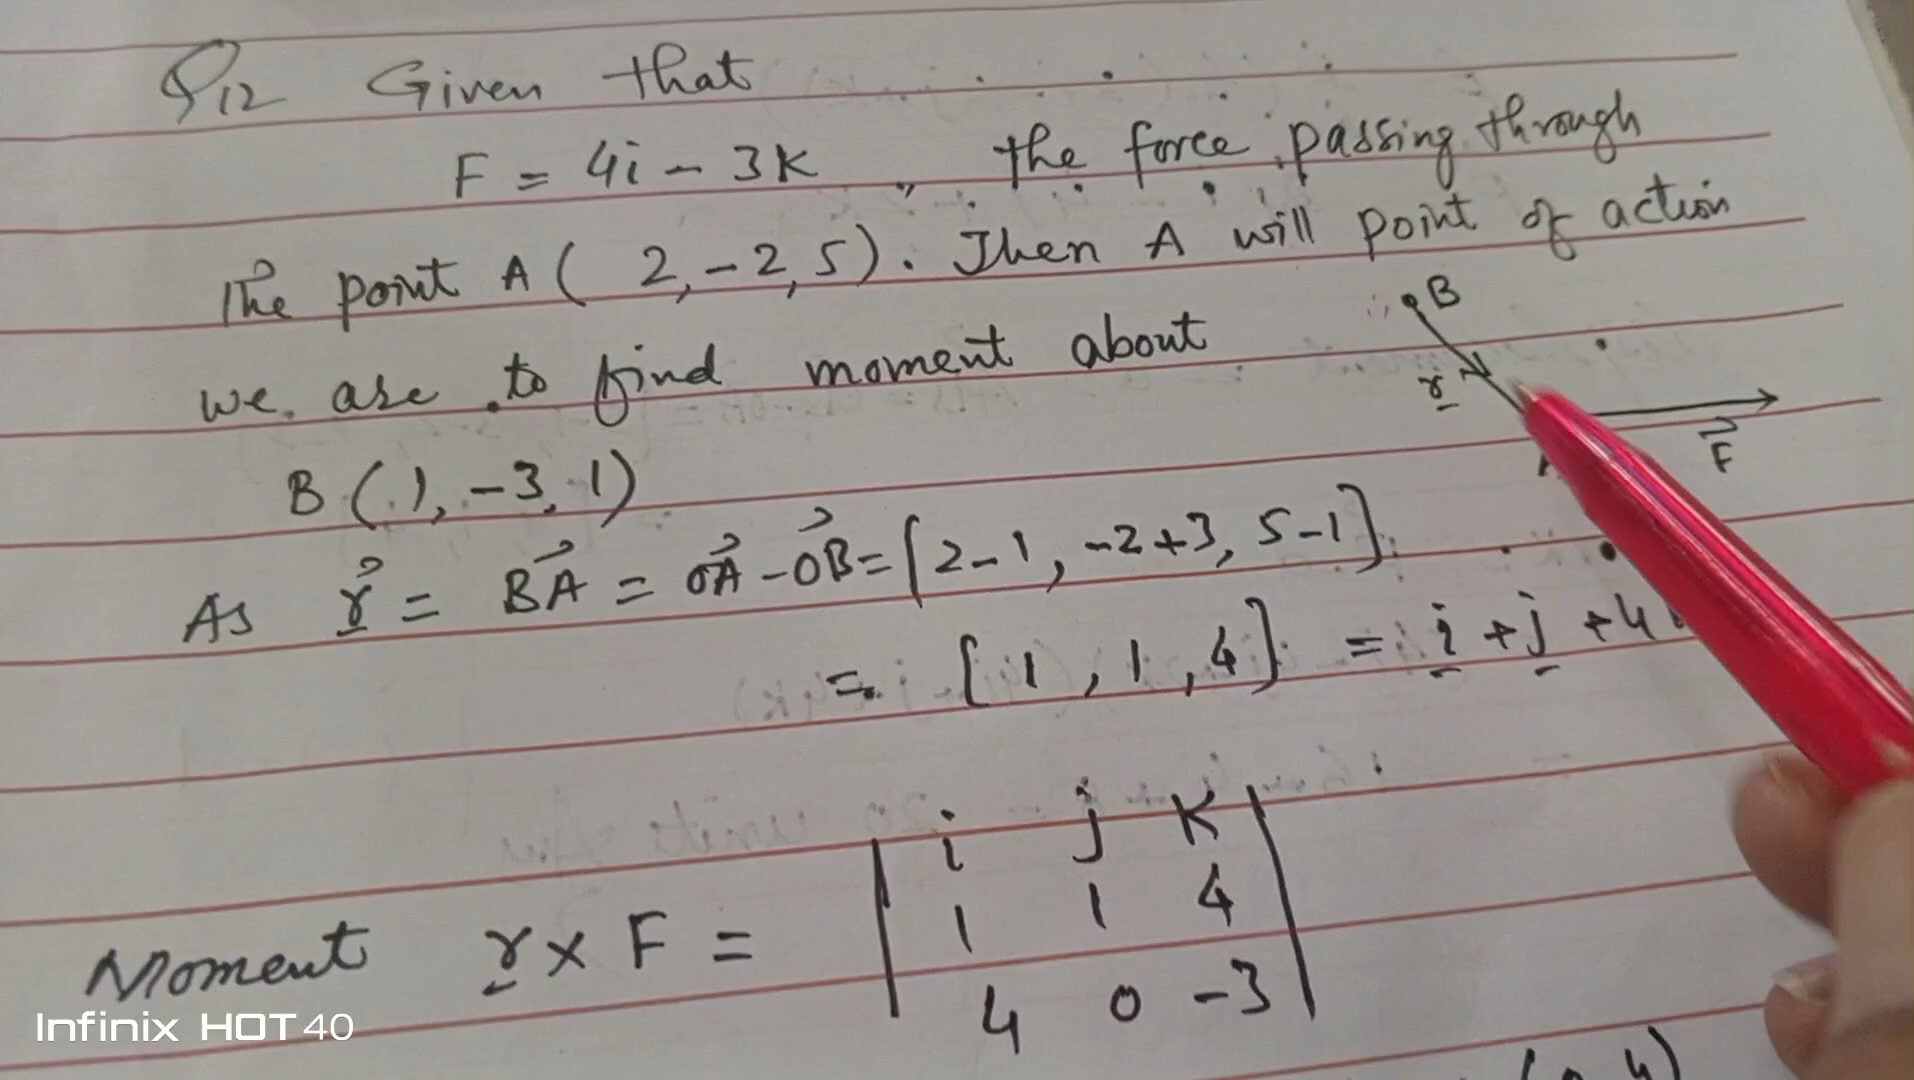 Q12 Given that
F = 4i - 3k , the force passing through
The point A ( 2, -2, 5). Then A will point of action
B
we are to find moment about
r
F
B (1, -3, 1)
As r = BA = OA - OB = [2-1, -2+3, 5-1]
= [1, 1, 4] = i + j + 4
i j k
1 1 4
Moment r x F =
4 0 -3
Infinix HOT 40